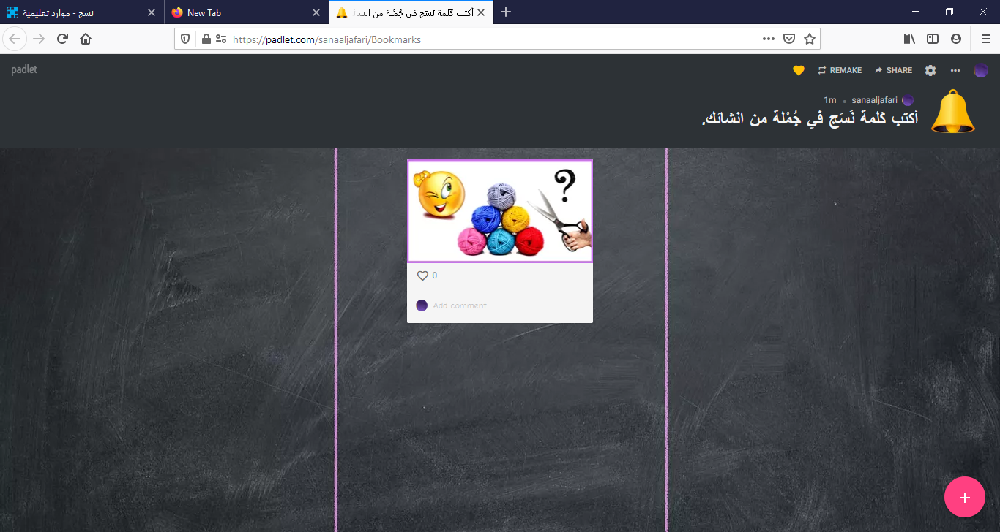 نسج - موارد تعليمية
New Tab
أكتب كَلمة نَسَج في جُمْلة من انشائ
https://padlet.com/sanaaljafari/Bookmarks
padlet
REMAKE
SHARE
1m • sanaaljafari
أكتب كَلمة نَسَج في جُمْلة من انشائك.
?
0
Add comment